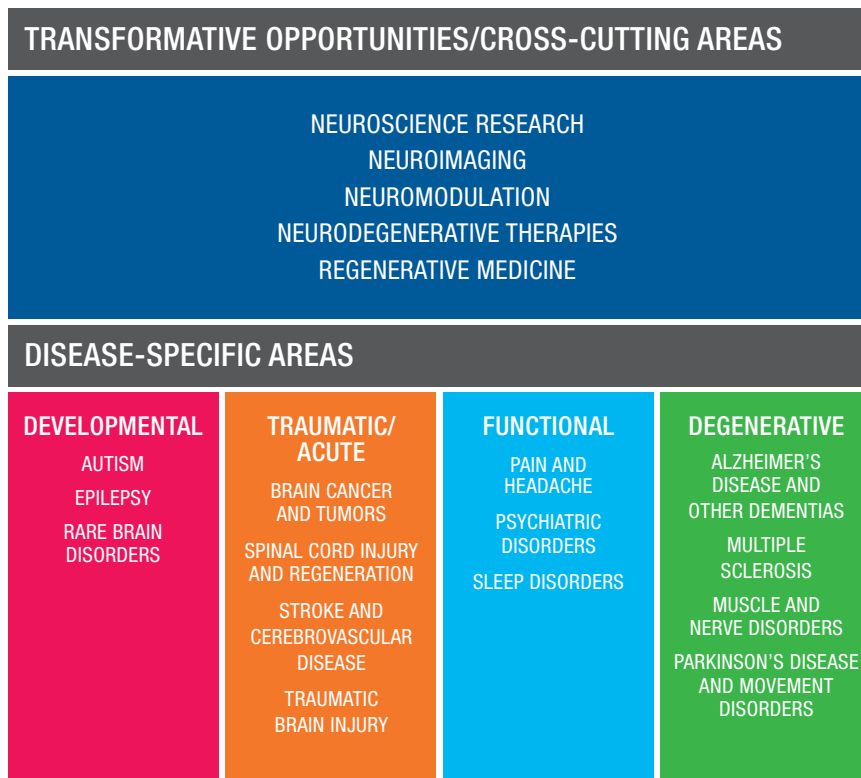 TRANSFORMATIVE OPPORTUNITIES/CROSS-CUTTING AREAS
NEUROSCIENCE RESEARCH
NEUROIMAGING
NEUROMODULATION
NEURODEGENERATIVE THERAPIES
REGENERATIVE MEDICINE
DISEASE-SPECIFIC AREAS
DEVELOPMENTAL
AUTISM
EPILEPSY
RARE BRAIN
DISORDERS
TRAUMATIC/
ACUTE
BRAIN CANCER
AND TUMORS
SPINAL CORD INJURY
AND REGENERATION
STROKE AND
CEREBROVASCULAR
DISEASE
TRAUMATIC
BRAIN INJURY
FUNCTIONAL
PAIN AND
HEADACHE
PSYCHIATRIC
DISORDERS
SLEEP DISORDERS
DEGENERATIVE
ALZHEIMER'S
DISEASE AND
OTHER DEMENTIAS
MULTIPLE
SCLEROSIS
MUSCLE AND
NERVE DISORDERS
PARKINSON'S DISEASE
AND MOVEMENT
DISORDERS